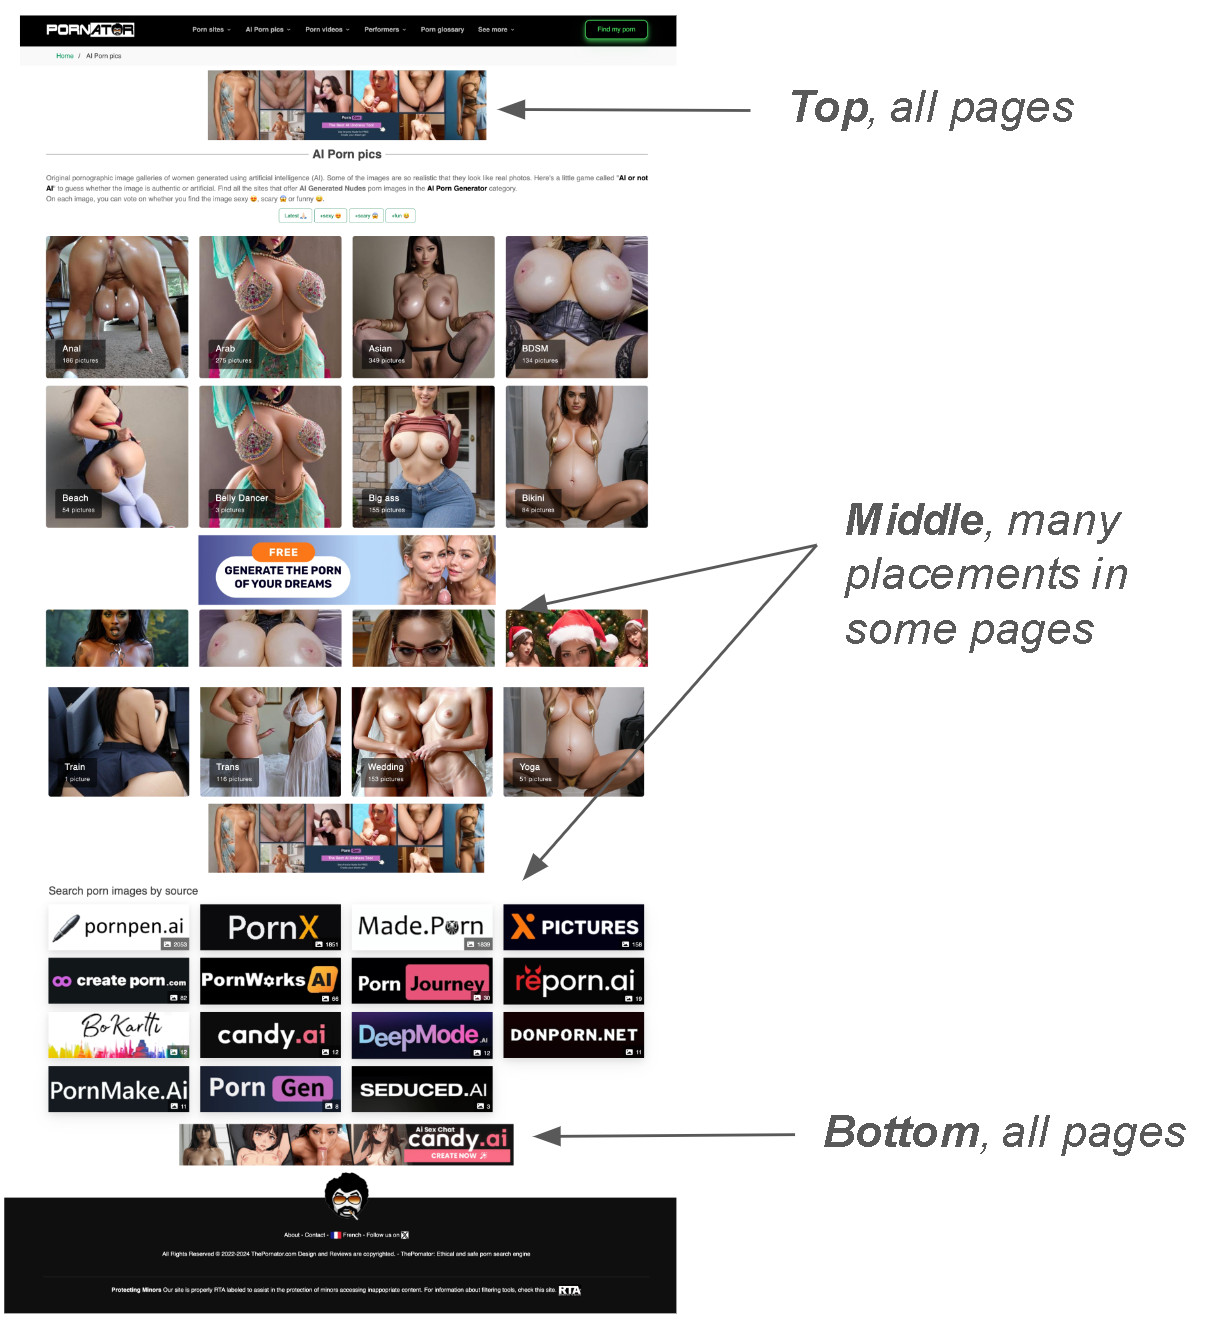 PORNATOR
Porn sites
AI Porn pics
Porn videos
Performers
Porn glossary
See more
Find my porn
Home / AI Porn pics
Top, all pages
AI Porn pics
Original pornographic image galleries of women generated using artificial intelligence (AI). Some of the images are so realistic that they look like real photos. Here's a little game called "AI or not
AI" to guess whether the image is authentic or artificial. Find all the sites that offer AI Generated Nudes porn images in the AI Porn Generator category.
On each image, you can vote on whether you find the image sexy 😍, scary 😱 or funny 😂.
Latest
+sexy 😍
+scary 😱
+fun 😂
Anal
186 pictures
Arab
275 pictures
Asian
349 pictures
BDSM
134 pictures
Beach
54 pictures
Belly Dancer
3 pictures
Big ass
155 pictures
Bikini
84 pictures
Middle, many
placements in
some pages
FREE
GENERATE THE PORN
OF YOUR DREAMS
Train
1 picture
Trans
116 pictures
Wedding
153 pictures
Yoga
51 pictures
Search porn images by source
pornpen.ai
2053
PornX
1851
Made.Porn
1839
X PICTURES
158
create porn.com
82
PornWorks AI
66
Porn Journey
30
reporn.ai
19
BoKartti
12
candy.ai
12
DeepMode.AI
12
DONPORN.NET
11
PornMake.Ai
11
Porn Gen
8
SEDUCED.AI
3
Ai Sex Chat
candy.ai
CREATE NOW
Bottom, all pages
About - Contact - French - Follow us on X
All Rights Reserved © 2022-2024 ThePornator.com Design and Reviews are copyrighted. - ThePornator: Ethical and safe porn search engine
Protecting Minors Our site is properly RTA labeled to assist in the protection of minors accessing inappopriate content. For information about filtering tools, check this site. RTA